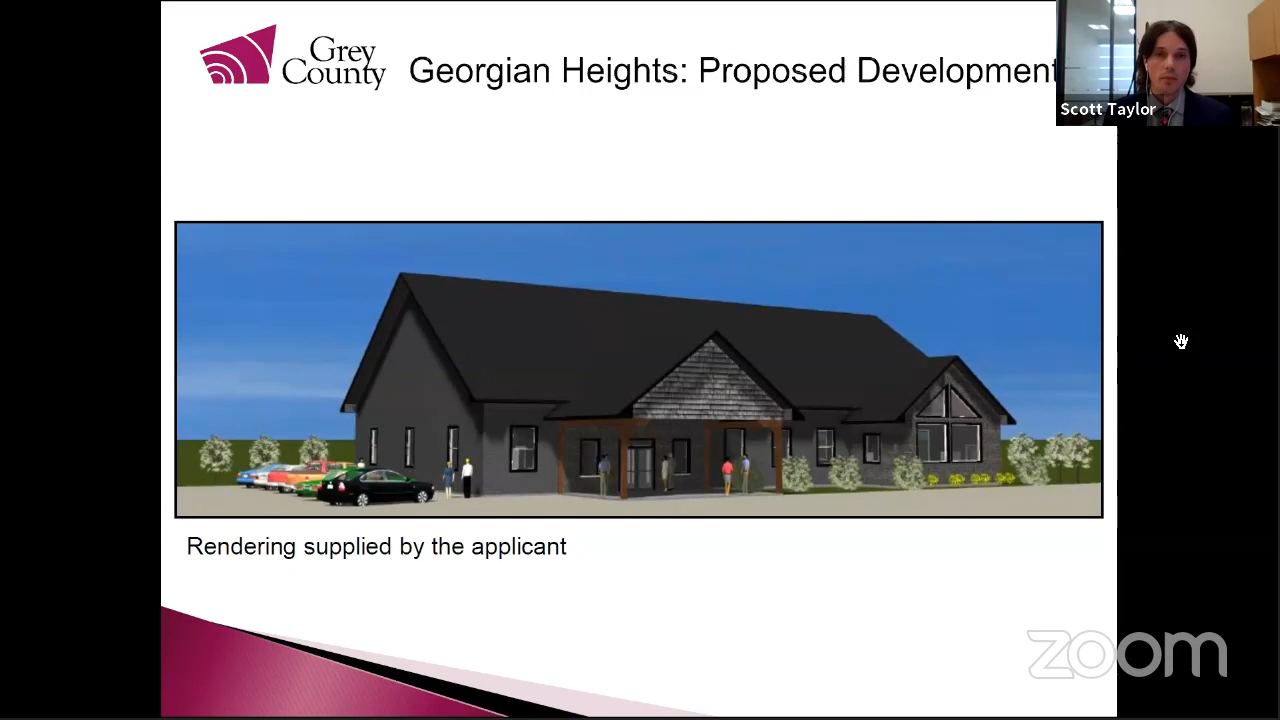 Grey
County
Georgian Heights: Proposed Development
Scott Taylor
Rendering supplied by the applicant
zoom